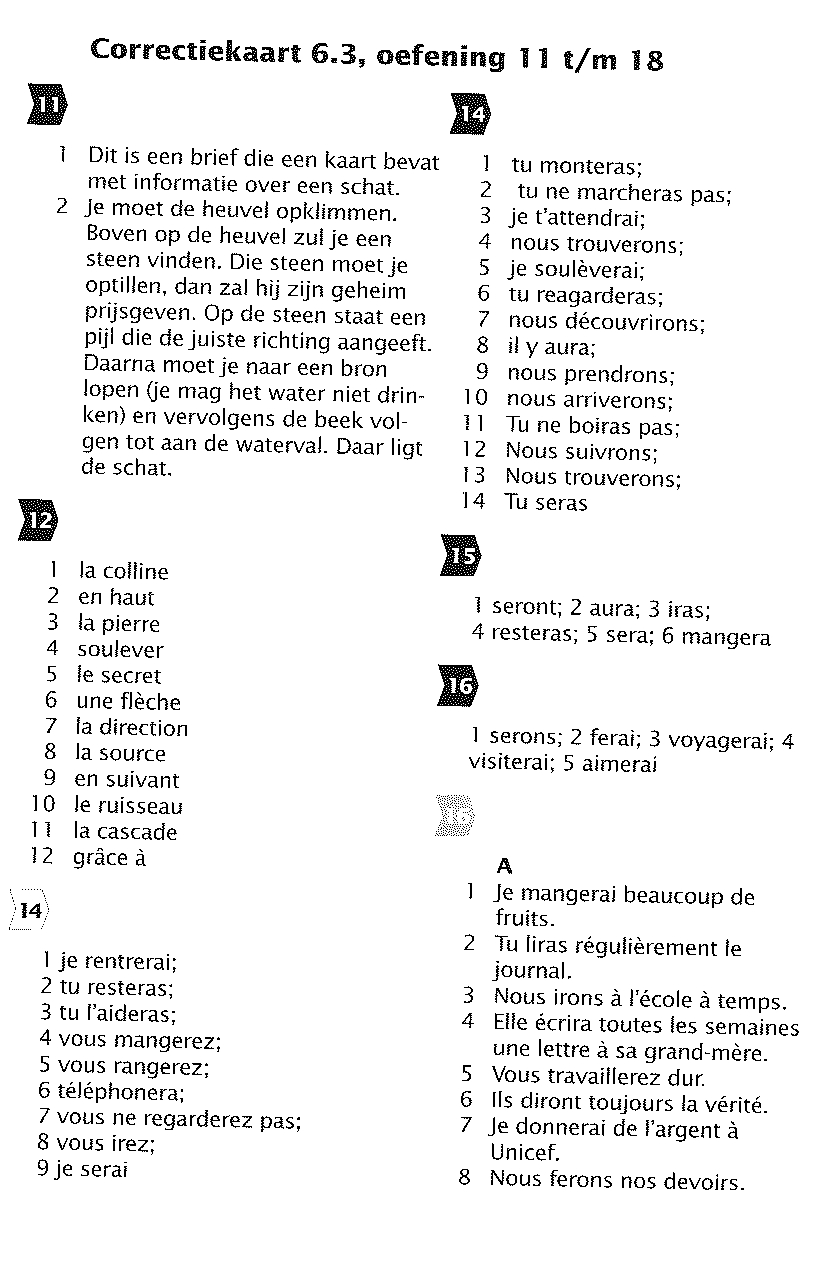 Correctiekaart 6.3, oefening 11 t/m 18
11
1 Dit is een brief die een kaart bevat
met informatie over een schat.
2 Je moet de heuvel opklimmen.
Boven op de heuvel zul je een
steen vinden. Die steen moet je
optillen, dan zal hij zijn geheim
prijsgeven. Op de steen staat een
pijl die de juiste richting aangeeft.
Daarna moet je naar een bron
lopen (je mag het water niet drin-
ken) en vervolgens de beek vol-
gen tot aan de waterval. Daar ligt
de schat.
12
1 la colline
2 en haut
3 la pierre
4 soulever
5 le secret
6 une flèche
7 la direction
8 la source
9 en suivant
10 le ruisseau
11 la cascade
12 grâce à
14
1 je rentrerai;
2 tu resteras;
3 tu l'aideras;
4 vous mangerez;
5 vous rangerez;
6 téléphonera;
7 vous ne regarderez pas;
8 vous irez;
9 je serai
14
1 tu monteras;
2 tu ne marcheras pas;
3 je t'attendrai;
4 nous trouverons;
5 je soulèverai;
6 tu reagarderas;
7 nous découvrirons;
8 il y aura;
9 nous prendrons;
10 nous arriverons;
11 Tu ne boiras pas;
12 Nous suivrons;
13 Nous trouverons;
14 Tu seras
15
1 seront; 2 aura; 3 iras;
4 resteras; 5 sera; 6 mangera
16
1 serons; 2 ferai; 3 voyagerai; 4
visiterai; 5 aimerai
16
A
1 Je mangerai beaucoup de
fruits.
2 Tu liras régulièrement le
journal.
3 Nous irons à l'école à temps.
4 Elle écrira toutes les semaines
une lettre à sa grand-mère.
5 Vous travaillerez dur.
6 Ils diront toujours la vérité.
7 Je donnerai de l'argent à
Unicef.
8 Nous ferons nos devoirs.